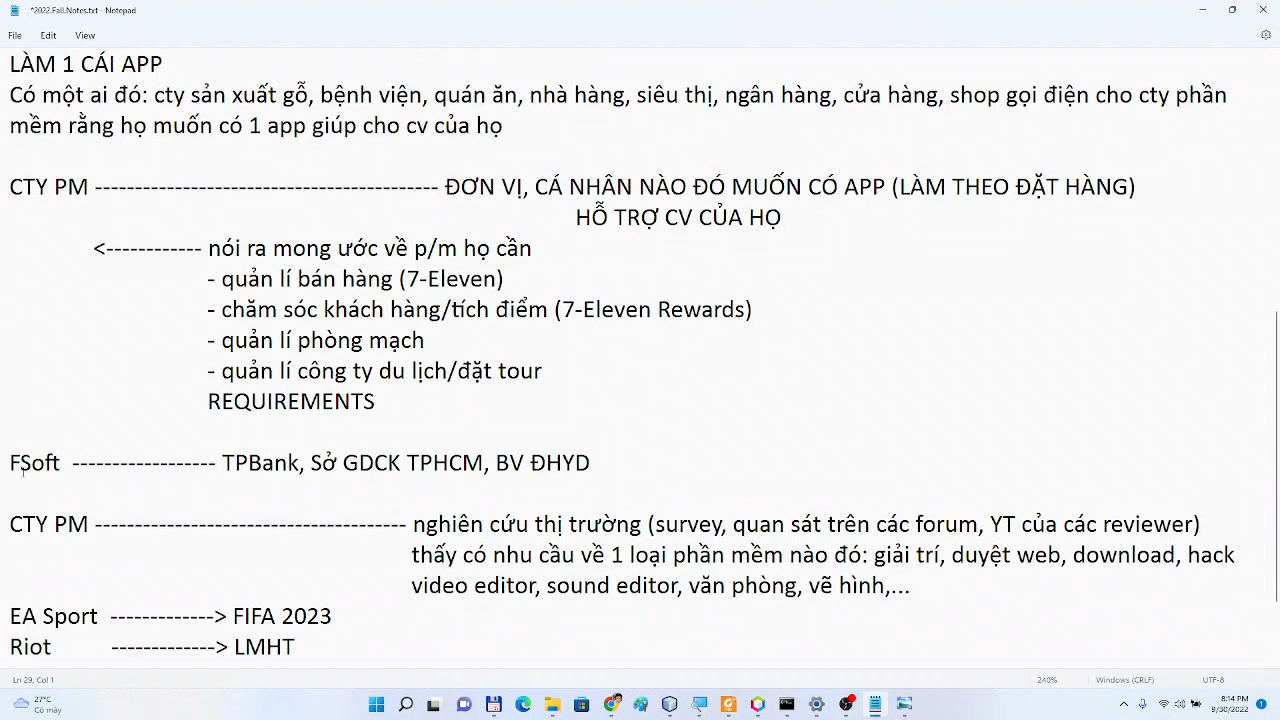 *2022.Fall.Notes.txt - Notepad
File Edit View
LÀM 1 CÁI APP
Có một ai đó: cty sản xuất gỗ, bệnh viện, quán ăn, nhà hàng, siêu thị, ngân hàng, cửa hàng, shop gọi điện cho cty phần
mềm rằng họ muốn có 1 app giúp cho cv của họ
CTY PM ----------------------------------------- ĐƠN VỊ, CÁ NHÂN NÀO ĐÓ MUỐN CÓ APP (LÀM THEO ĐẶT HÀNG)
HỖ TRỢ CV CỦA HỌ
<----------- nói ra mong ước về p/m họ cần
- quản lí bán hàng (7-Eleven)
- chăm sóc khách hàng/tích điểm (7-Eleven Rewards)
- quản lí phòng mạch
- quản lí công ty du lịch/đặt tour
REQUIREMENTS
FSoft ----------------- TPBank, Sở GDCK TPHCM, BV ĐHYD
CTY PM ------------------------------------- nghiên cứu thị trường (survey, quan sát trên các forum, YT của các reviewer)
thấy có nhu cầu về 1 loại phần mềm nào đó: giải trí, duyệt web, download, hack
video editor, sound editor, văn phòng, vẽ hình,...
EA Sport -------------> FIFA 2023
Riot -------------> LMHT
Ln 29, Col 1 240% Windows (CRLF) UTF-8
27°C
Có mây
8:14 PM
9/30/2022